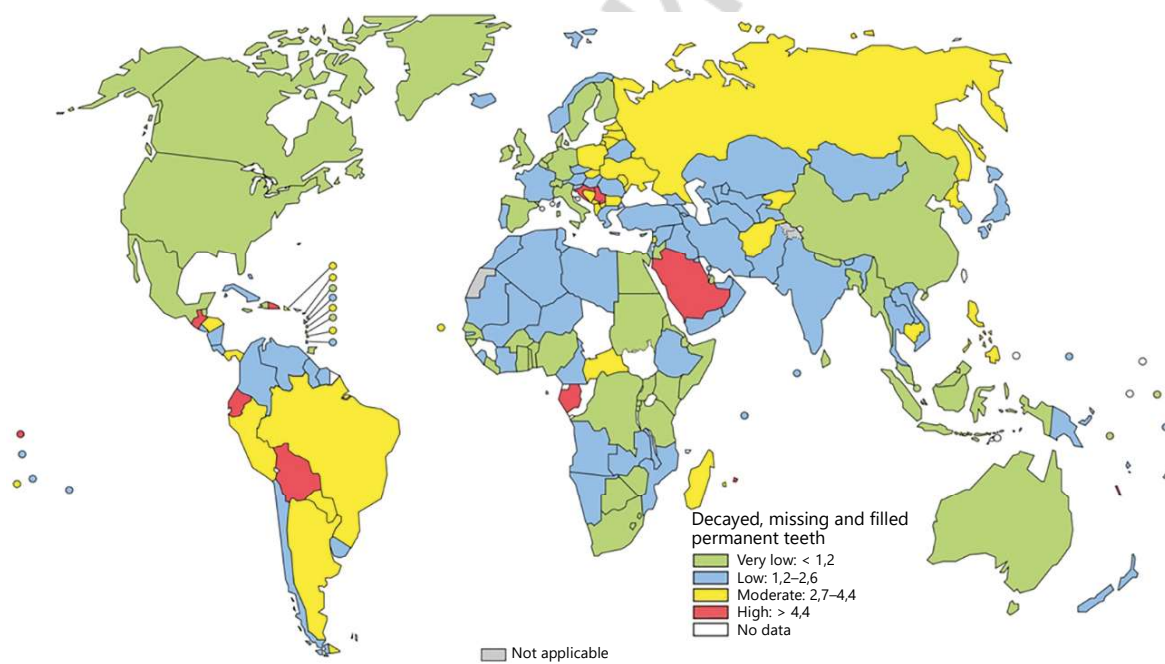 Decayed, missing and filled
permanent teeth
Very low: < 1,2
Low: 1,2–2,6
Moderate: 2,7–4,4
High: > 4,4
No data
Not applicable